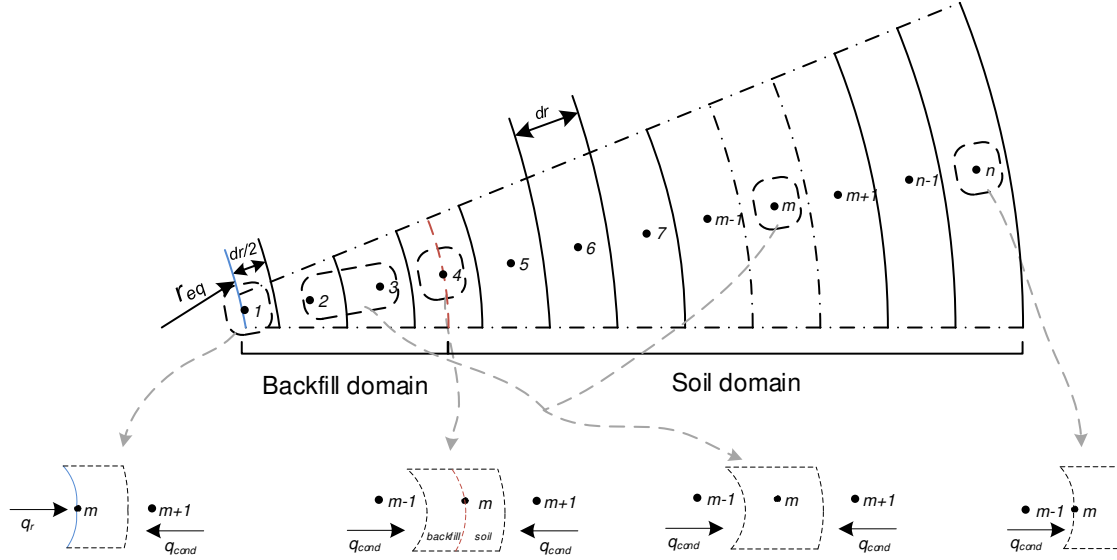 dr
n
n-1
m+1
m
m-1
7
6
5
4
3
2
1
dr/2
r_eq
Backfill domain
Soil domain
q_r
m
m+1
q_cond
m-1
m
m+1
backfill
soil
q_cond
q_cond
m-1
m
m+1
q_cond
q_cond
m-1
m
q_cond